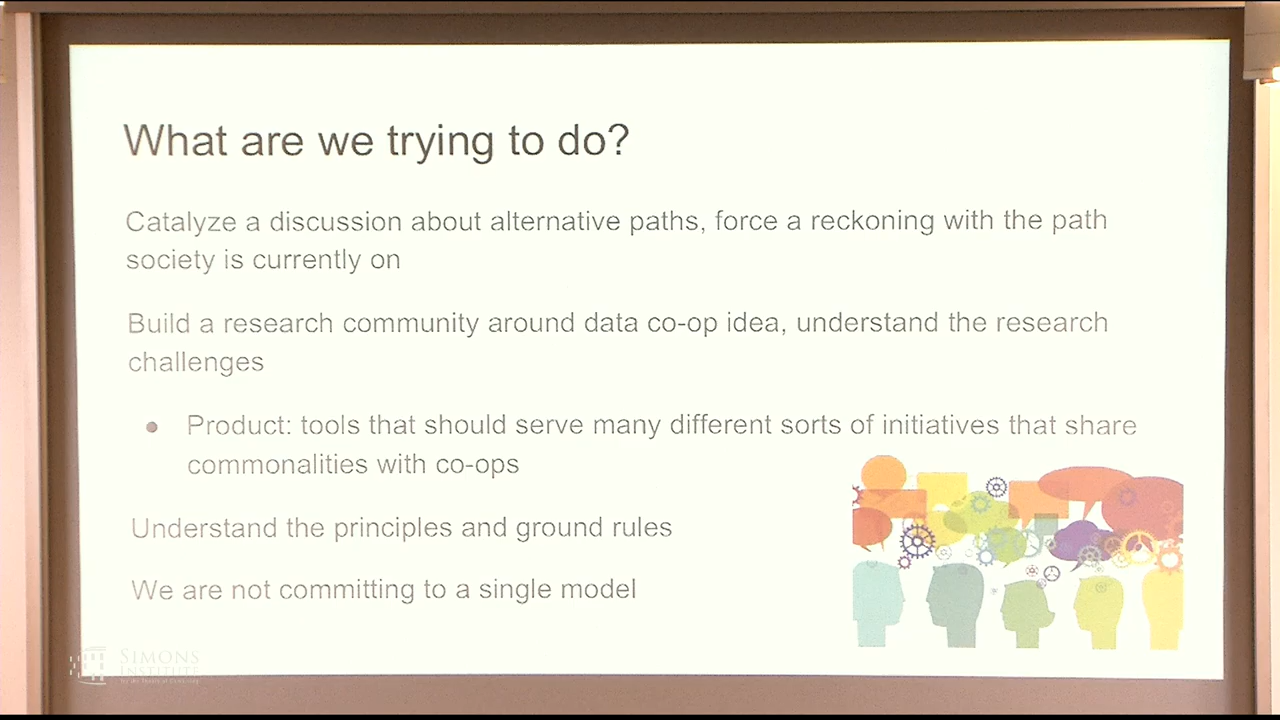 What are we trying to do?
Catalyze a discussion about alternative paths, force a reckoning with the path
society is currently on
Build a research community around data co-op idea, understand the research
challenges
● Product: tools that should serve many different sorts of initiatives that share
commonalities with co-ops
Understand the principles and ground rules
We are not committing to a single model
SIMONS
INSTITUTE